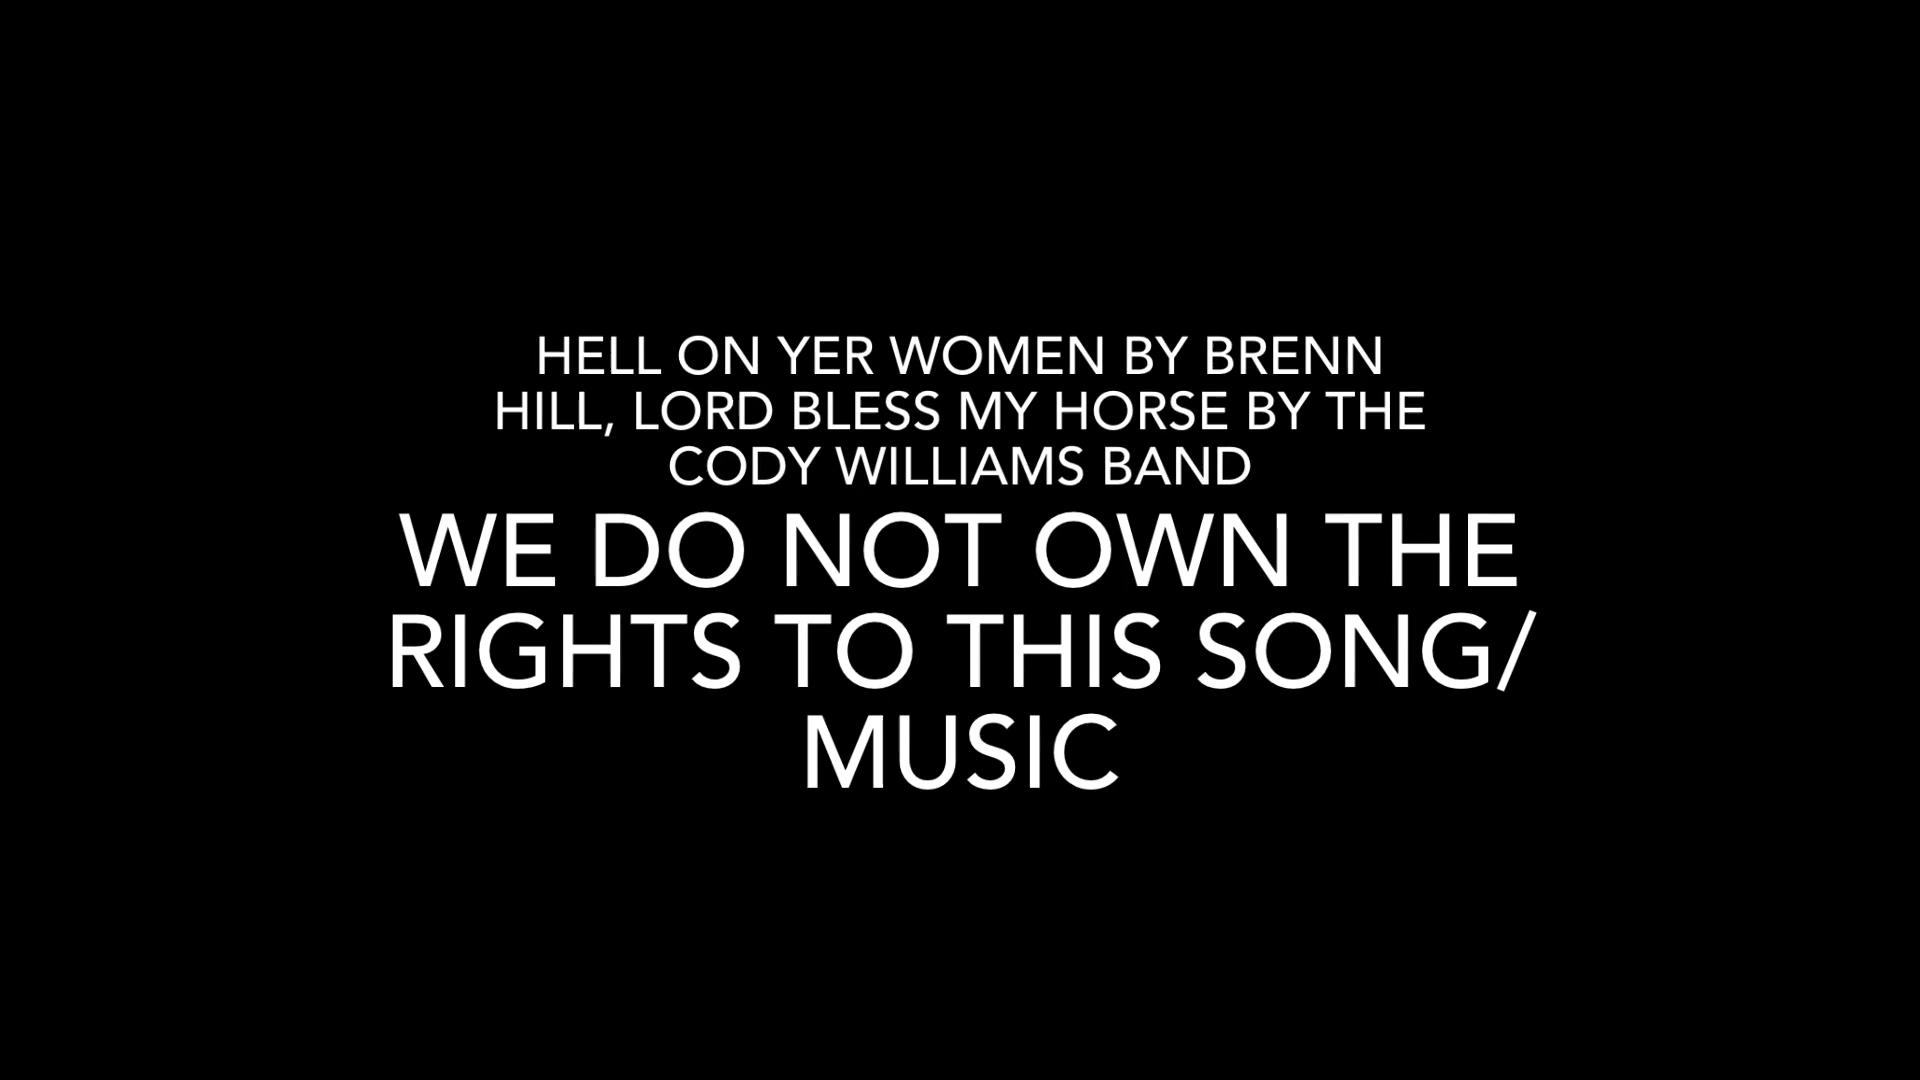 HELL ON YER WOMEN BY BRENN
HILL, LORD BLESS MY HORSE BY THE
CODY WILLIAMS BAND
WE DO NOT OWN THE
RIGHTS TO THIS SONG/
MUSIC